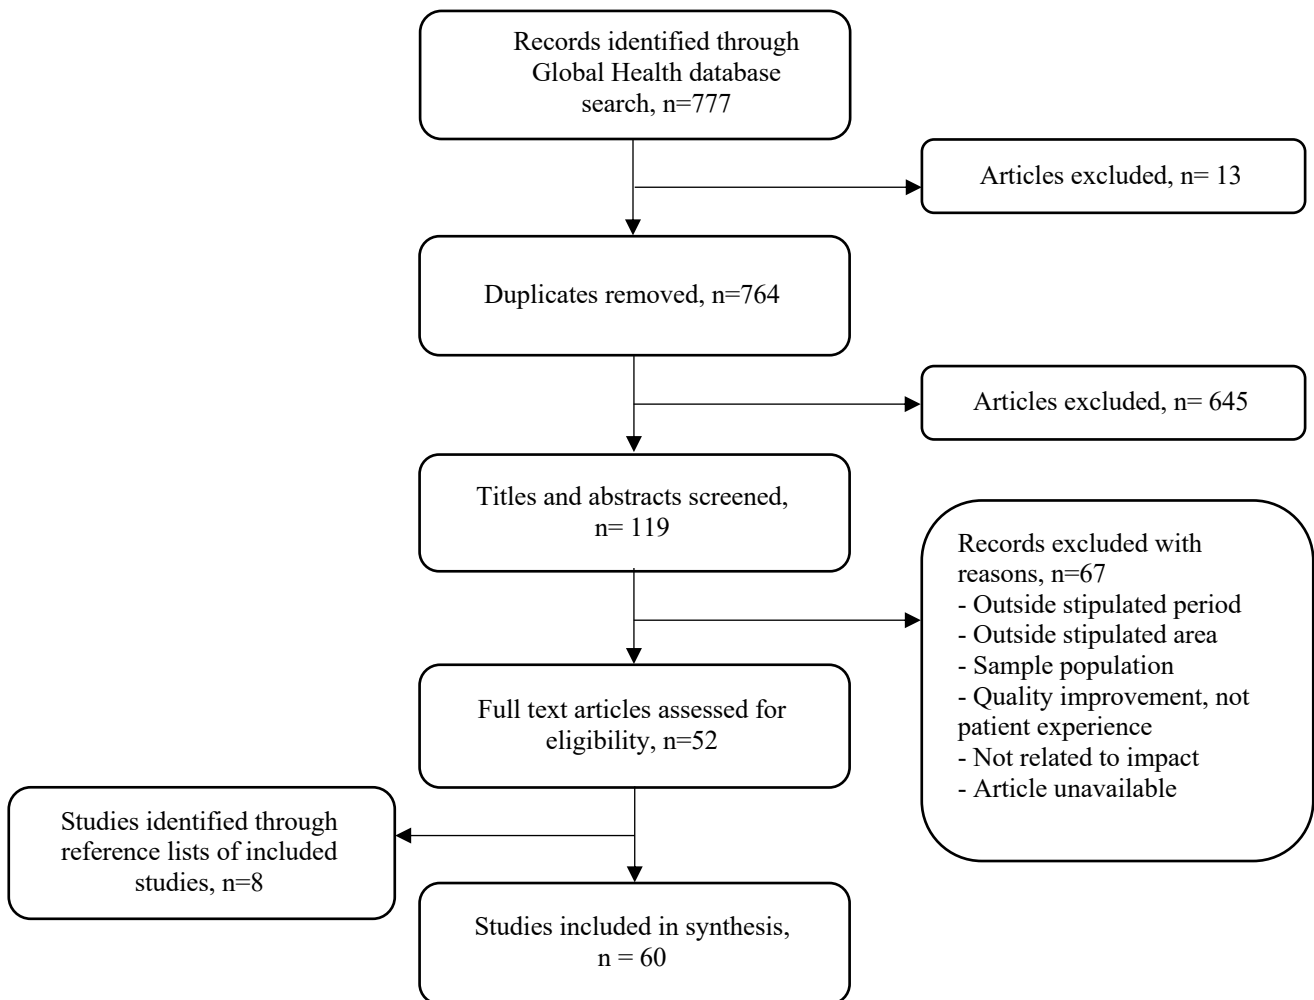 Records identified through
Global Health database
search, n=777
Articles excluded, n= 13
Duplicates removed, n=764
Articles excluded, n= 645
Titles and abstracts screened,
n= 119
Records excluded with
reasons, n=67
- Outside stipulated period
- Outside stipulated area
- Sample population
- Quality improvement, not
patient experience
- Not related to impact
- Article unavailable
Full text articles assessed for
eligibility, n=52
Studies identified through
reference lists of included
studies, n=8
Studies included in synthesis,
n = 60